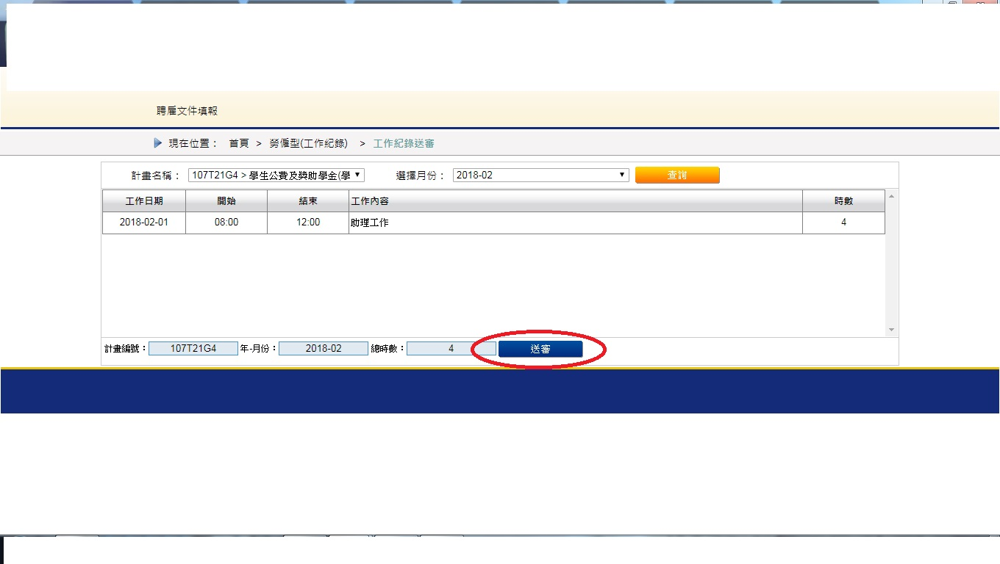 聘雇文件填報
現在位置： 首頁 > 勞僱型(工作紀錄) > 工作紀錄送審
計畫名稱： 107T21G4 > 學生公費及獎助學金(學 選擇月份： 2018-02 查詢
工作日期 開始 結束 工作內容 時數
2018-02-01 08:00 12:00 助理工作 4
計畫編號： 107T21G4 年-月份： 2018-02 總時數： 4 送審